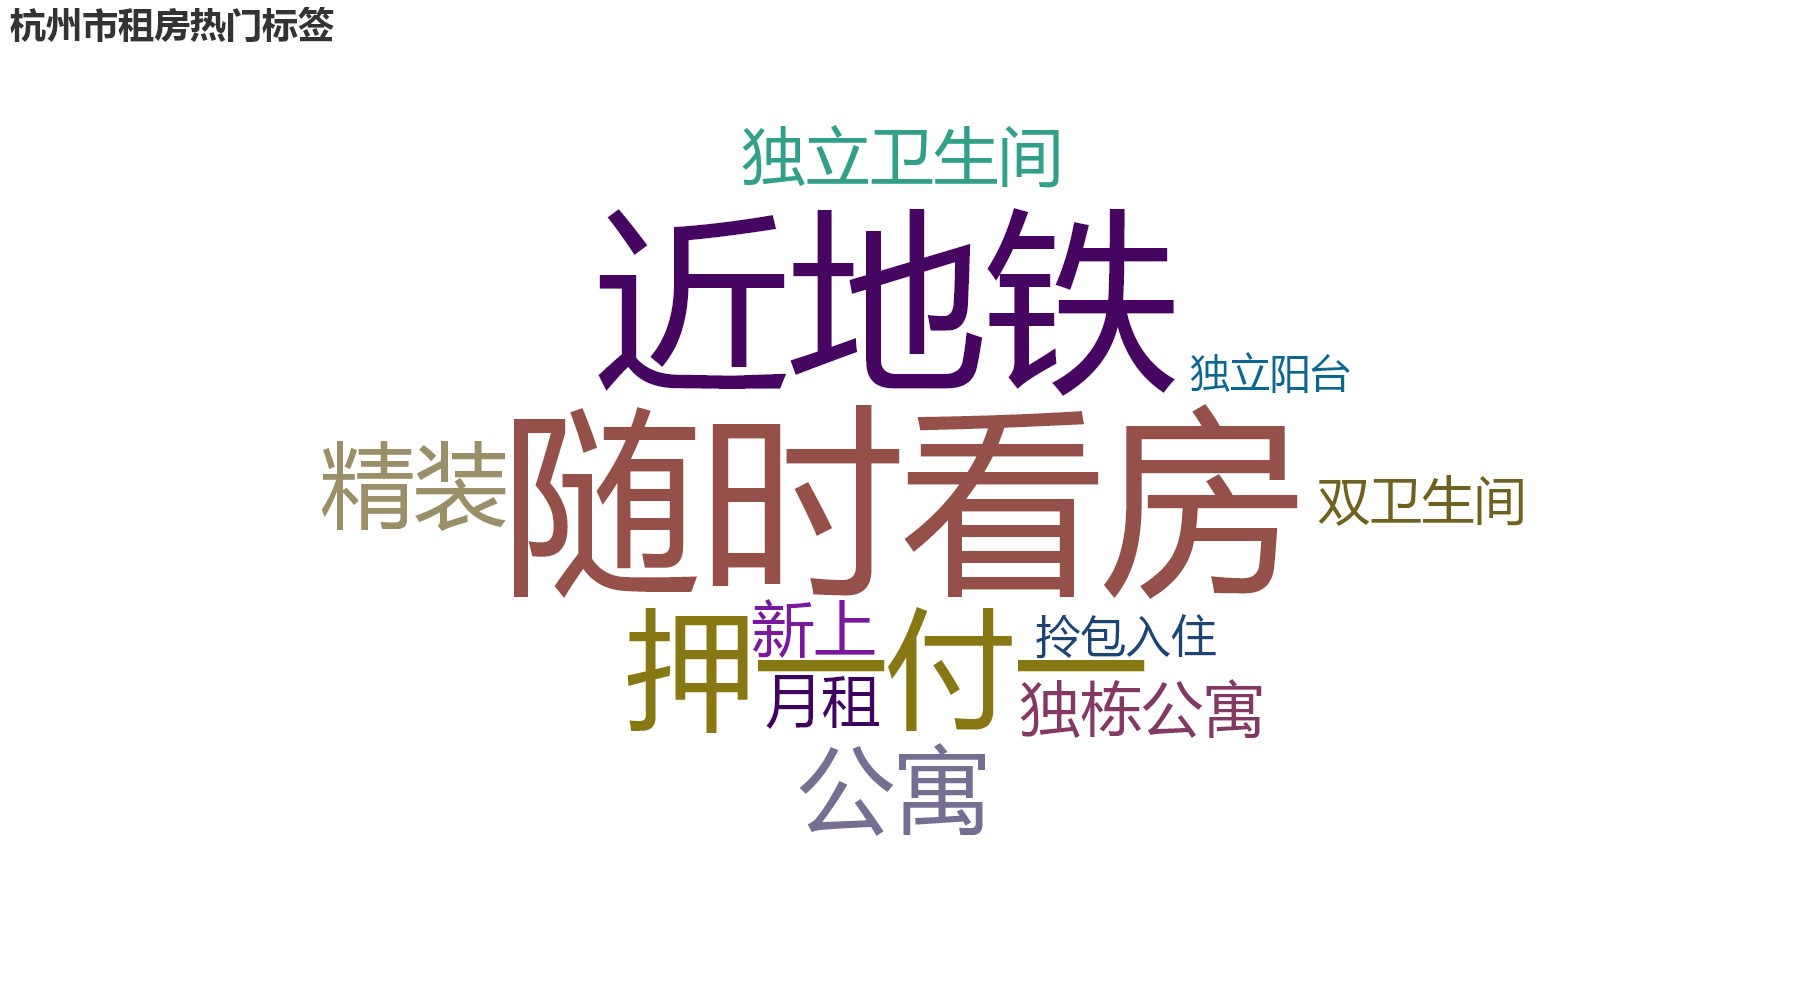 杭州市租房热门标签
独立卫生间
近地铁
独立阳台
随时看房
精装
双卫生间
押一付一
新上
拎包入住
月租
独栋公寓
公寓